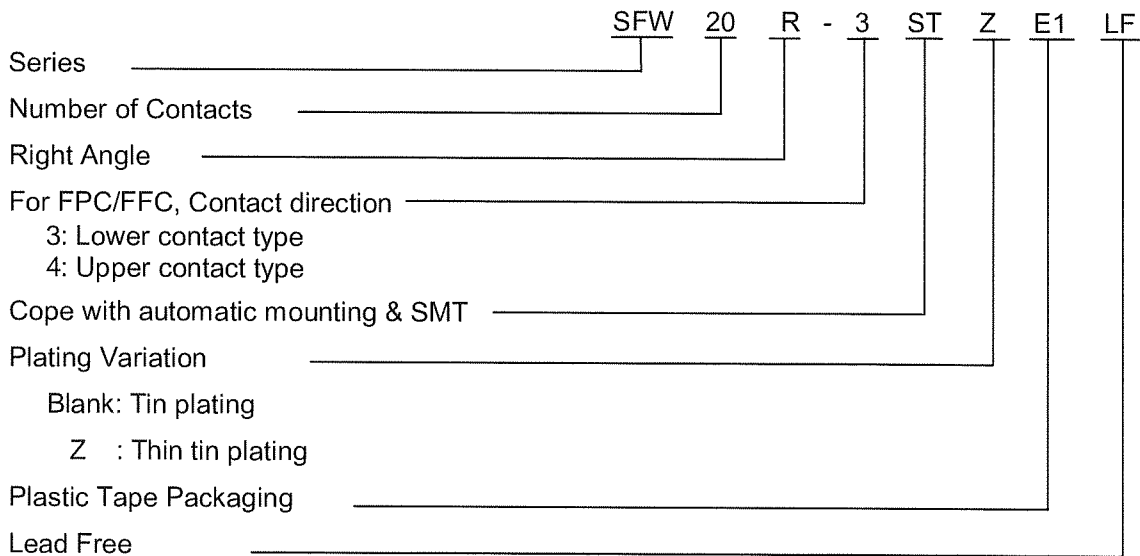 SFW 20 R - 3 ST Z E1 LF
Series
Number of Contacts
Right Angle
For FPC/FFC, Contact direction
3: Lower contact type
4: Upper contact type
Cope with automatic mounting & SMT
Plating Variation
Blank: Tin plating
Z : Thin tin plating
Plastic Tape Packaging
Lead Free